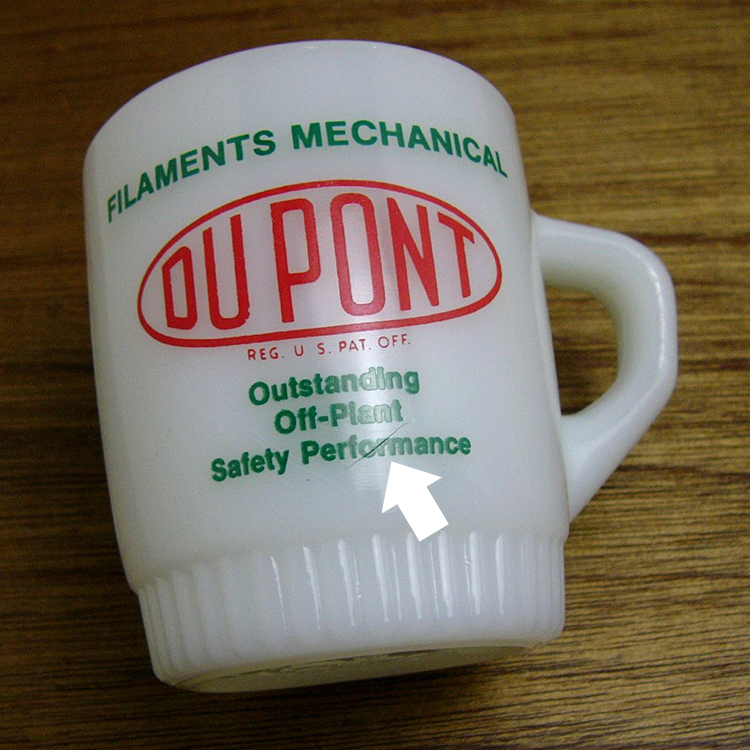 FILAMENTS MECHANICAL
DU PONT
REG. U S. PAT. OFF.
Outstanding
Off-Plant
Safety Performance